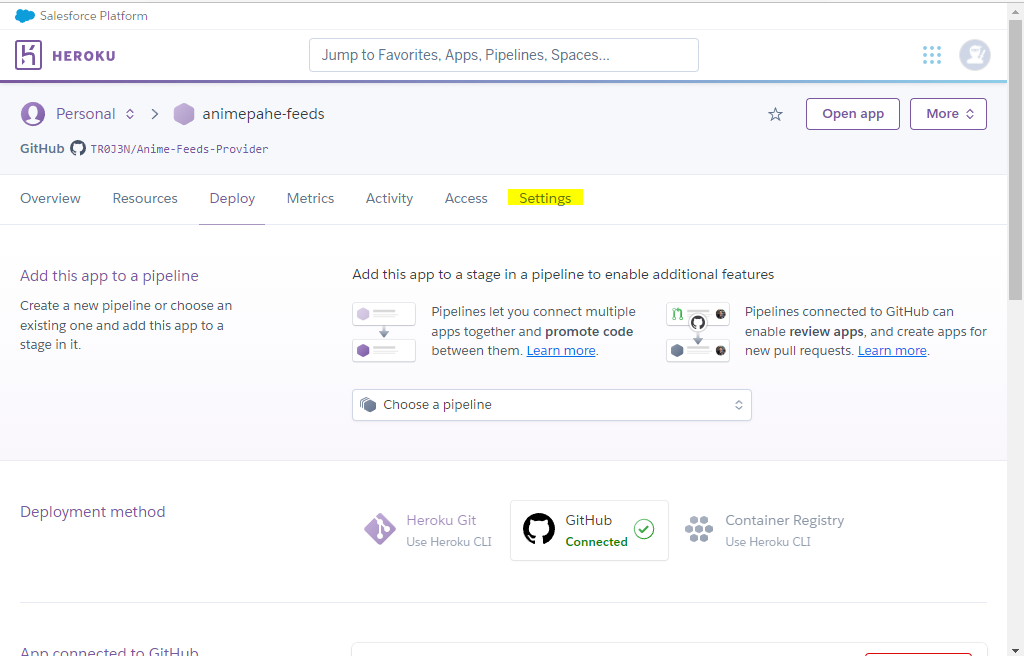 Salesforce Platform
HEROKU
Jump to Favorites, Apps, Pipelines, Spaces...
Personal
animepahe-feeds
Open app
More
GitHub TR0J3N/Anime-Feeds-Provider
Overview
Resources
Deploy
Metrics
Activity
Access
Settings
Add this app to a pipeline
Create a new pipeline or choose an
existing one and add this app to a
stage in it.
Add this app to a stage in a pipeline to enable additional features
Pipelines let you connect multiple
apps together and promote code
between them. Learn more.
Pipelines connected to GitHub can
enable review apps, and create apps for
new pull requests. Learn more.
Choose a pipeline
Deployment method
Heroku Git
Use Heroku CLI
GitHub
Connected
Container Registry
Use Heroku CLI
App connected to GitHub